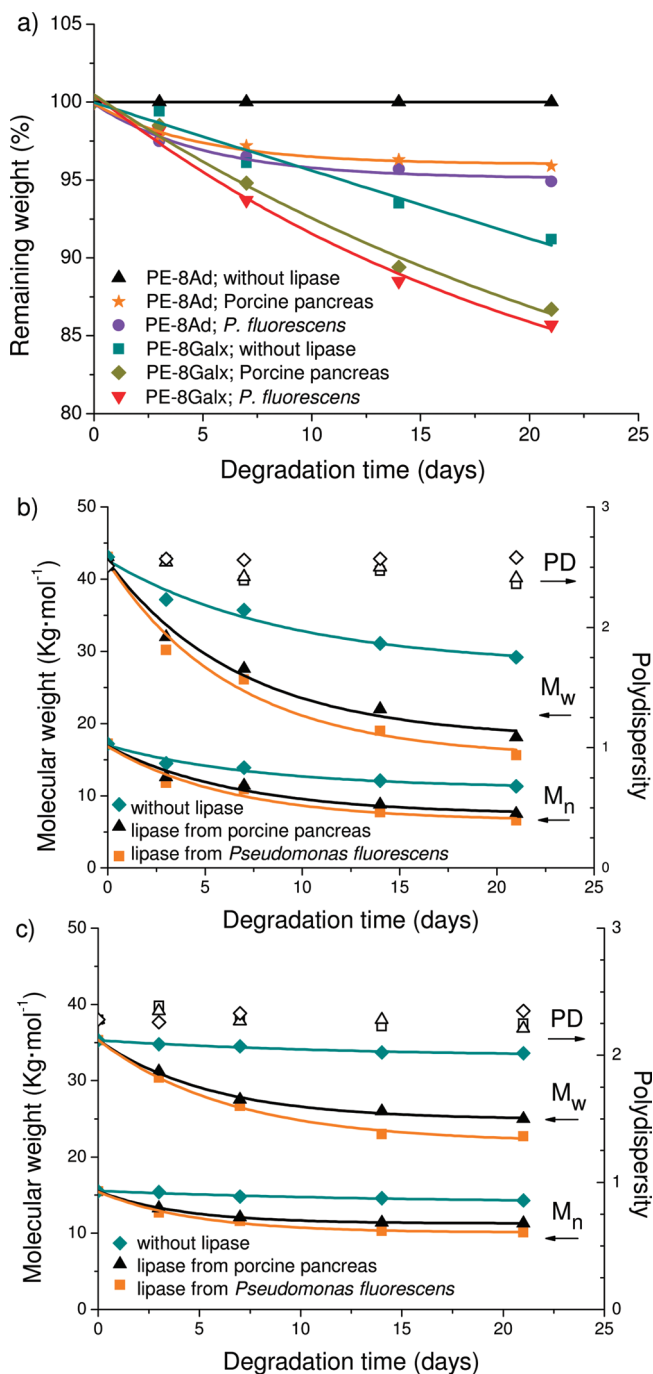 a)
105
100
95
90
85
80
Remaining weight (%)
PE-8Ad; without lipase
PE-8Ad; Porcine pancreas
PE-8Ad; P. fluorescens
PE-8Galx; without lipase
PE-8Galx; Porcine pancreas
PE-8Galx; P. fluorescens
0 5 10 15 20 25
Degradation time (days)
b)
50
40
30
20
10
0
Molecular weight (Kg·mol⁻¹)
3
2
1
0
Polydispersity
PD
Mw
Mn
without lipase
lipase from porcine pancreas
lipase from Pseudomonas fluorescens
0 5 10 15 20 25
Degradation time (days)
c)
50
40
30
20
10
0
Molecular weight (Kg·mol⁻¹)
3
2
1
0
Polydispersity
PD
Mw
Mn
without lipase
lipase from porcine pancreas
lipase from Pseudomonas fluorescens
0 5 10 15 20 25
Degradation time (days)